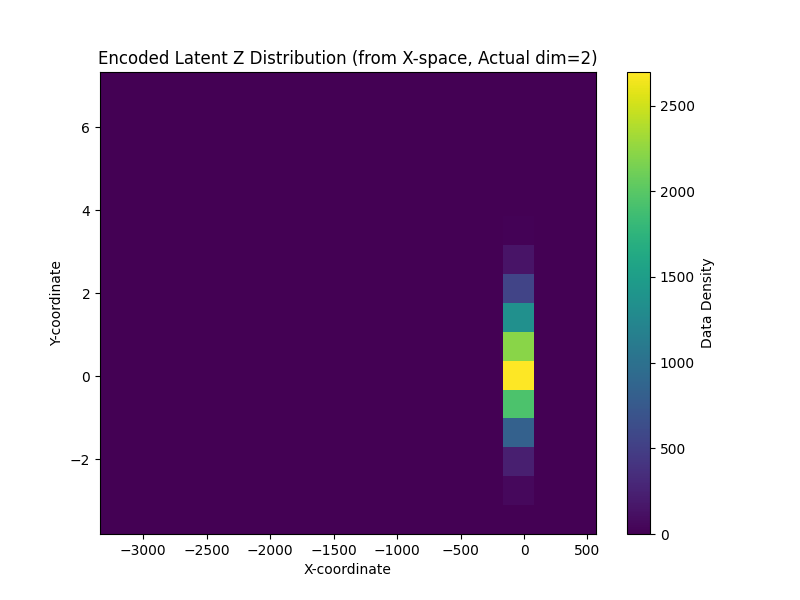 Encoded Latent Z Distribution (from X-space, Actual dim=2)
6
4
2
0
−2
Y-coordinate
−3000 −2500 −2000 −1500 −1000 −500 0 500
X-coordinate
2500
2000
1500
1000
500
0
Data Density